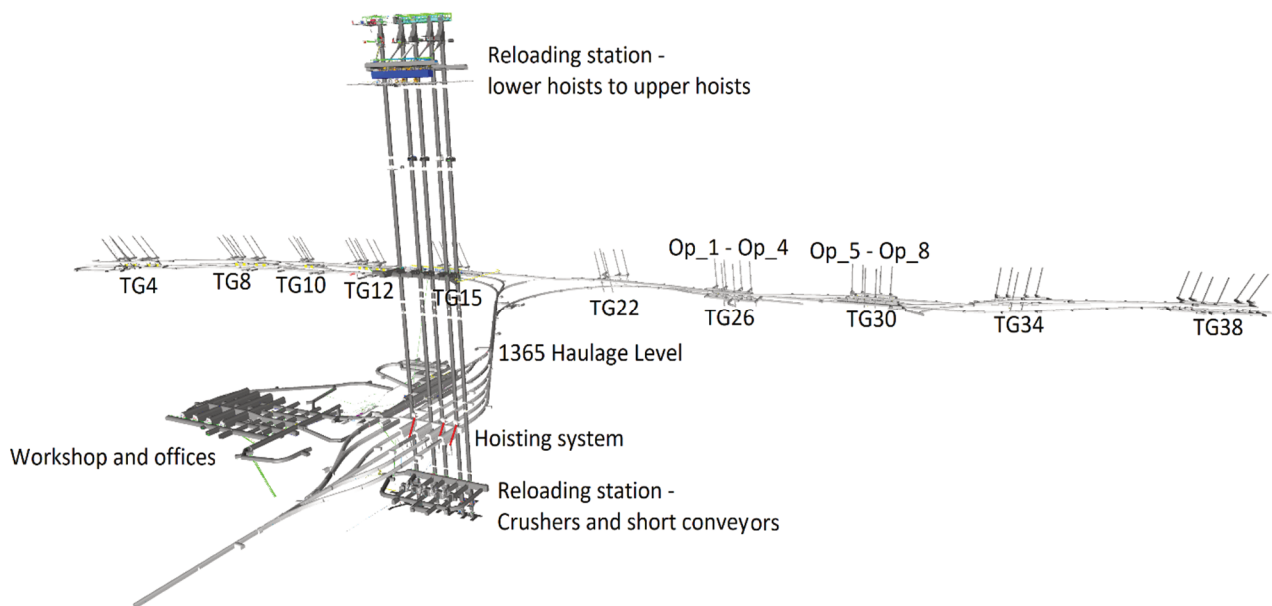 Reloading station -
lower hoists to upper hoists
Op_1 - Op_4
Op_5 - Op_8
TG4
TG8
TG10
TG12
TG15
TG22
TG26
TG30
TG34
TG38
1365 Haulage Level
Workshop and offices
Hoisting system
Reloading station -
Crushers and short conveyors